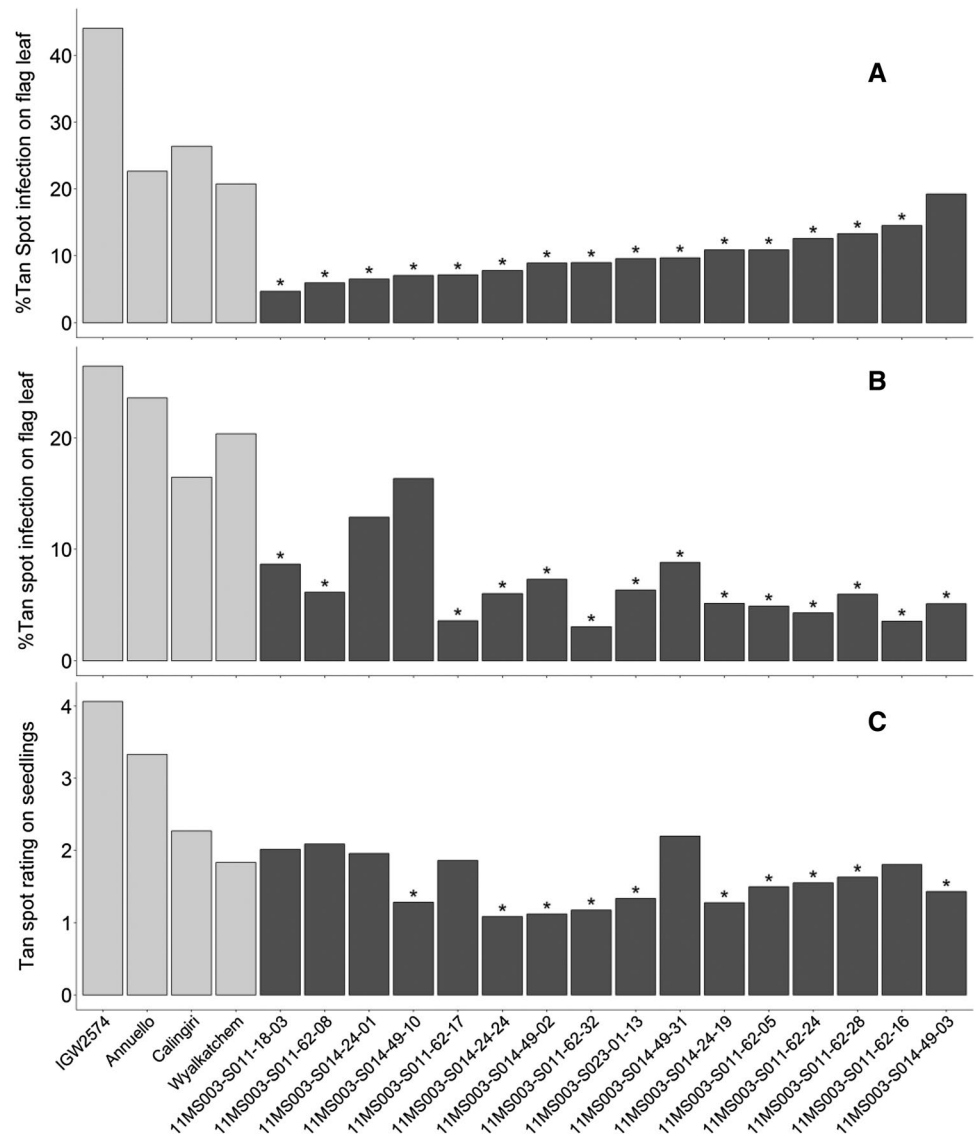 A
%Tan Spot infection on flag leaf
40
30
20
10
0
* * * * * * * * * * * * * * *
B
%Tan spot infection on flag leaf
20
10
0
* * * * * * * * * * * * * *
C
Tan spot rating on seedlings
4
3
2
1
0
* * * * * * * * * *
IGW2574
Annuello
Calingiri
Wyalkatchem
11MS003-S011-18-03
11MS003-S011-62-08
11MS003-S014-24-01
11MS003-S014-49-10
11MS003-S011-62-17
11MS003-S014-24-24
11MS003-S014-49-02
11MS003-S011-62-32
11MS003-S023-01-13
11MS003-S014-49-31
11MS003-S014-24-19
11MS003-S011-62-05
11MS003-S011-62-24
11MS003-S011-62-28
11MS003-S011-62-16
11MS003-S014-49-03